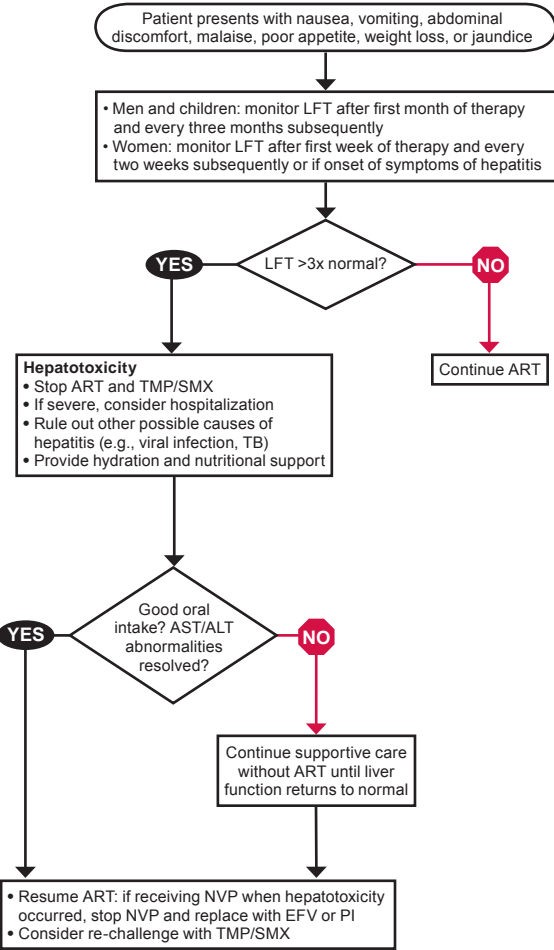 Patient presents with nausea, vomiting, abdominal
discomfort, malaise, poor appetite, weight loss, or jaundice
• Men and children: monitor LFT after first month of therapy
and every three months subsequently
• Women: monitor LFT after first week of therapy and every
two weeks subsequently or if onset of symptoms of hepatitis
LFT >3x normal?
YES
NO
Continue ART
Hepatotoxicity
• Stop ART and TMP/SMX
• If severe, consider hospitalization
• Rule out other possible causes of
hepatitis (e.g., viral infection, TB)
• Provide hydration and nutritional support
Good oral
intake? AST/ALT
abnormalities
resolved?
YES
NO
Continue supportive care
without ART until liver
function returns to normal
• Resume ART: if receiving NVP when hepatotoxicity
occurred, stop NVP and replace with EFV or PI
• Consider re-challenge with TMP/SMX